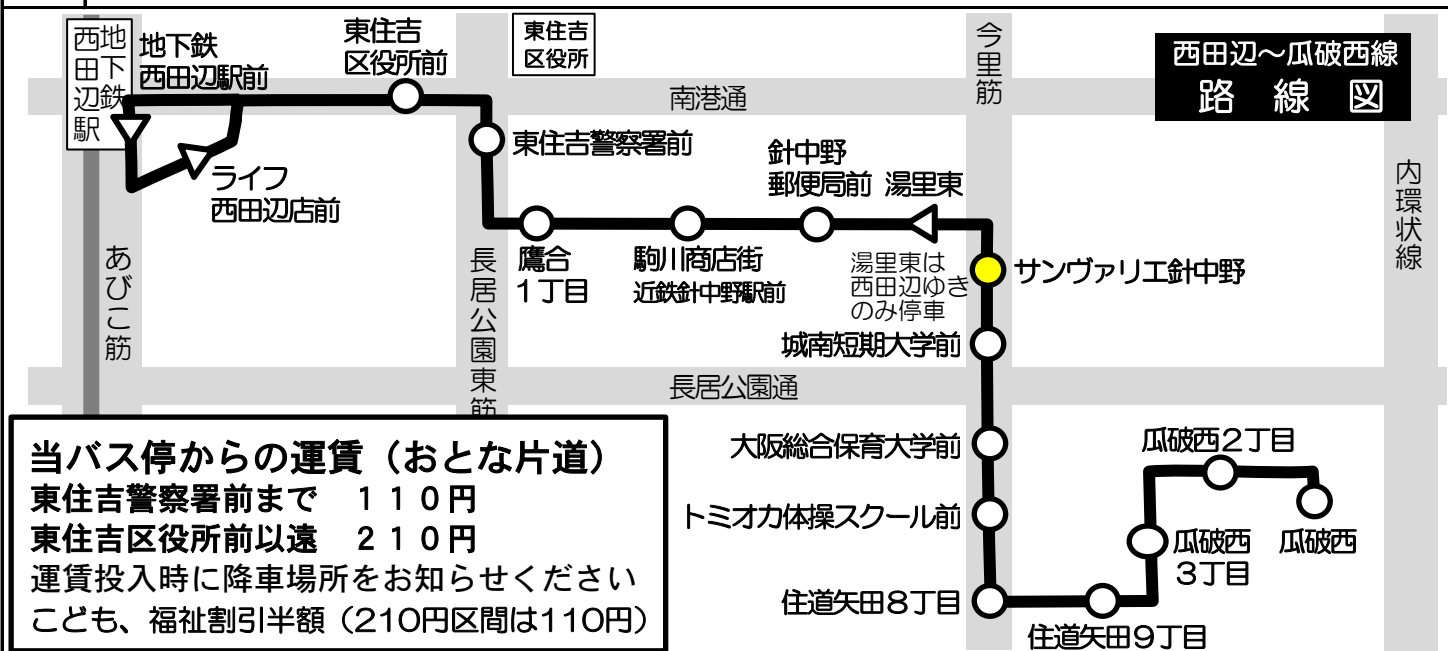 地下鉄
西田辺駅
地下鉄
西田辺駅前
東住吉
区役所前
東住吉
区役所
今里筋
西田辺～瓜破西線
路線図
南港通
東住吉警察署前
針中野
郵便局前
湯里東
ライフ
西田辺店前
内環状線
あびこ筋
長居公園東筋
鷹合
1丁目
駒川商店街
近鉄針中野駅前
湯里東は
西田辺ゆき
のみ停車
サンヴァリエ針中野
城南短期大学前
長居公園通
当バス停からの運賃（おとな片道）
東住吉警察署前まで　１１０円
東住吉区役所前以遠　２１０円
運賃投入時に降車場所をお知らせください
こども、福祉割引半額（210円区間は110円）
大阪総合保育大学前
瓜破西2丁目
トミオカ体操スクール前
瓜破西
3丁目
瓜破西
住道矢田8丁目
住道矢田9丁目